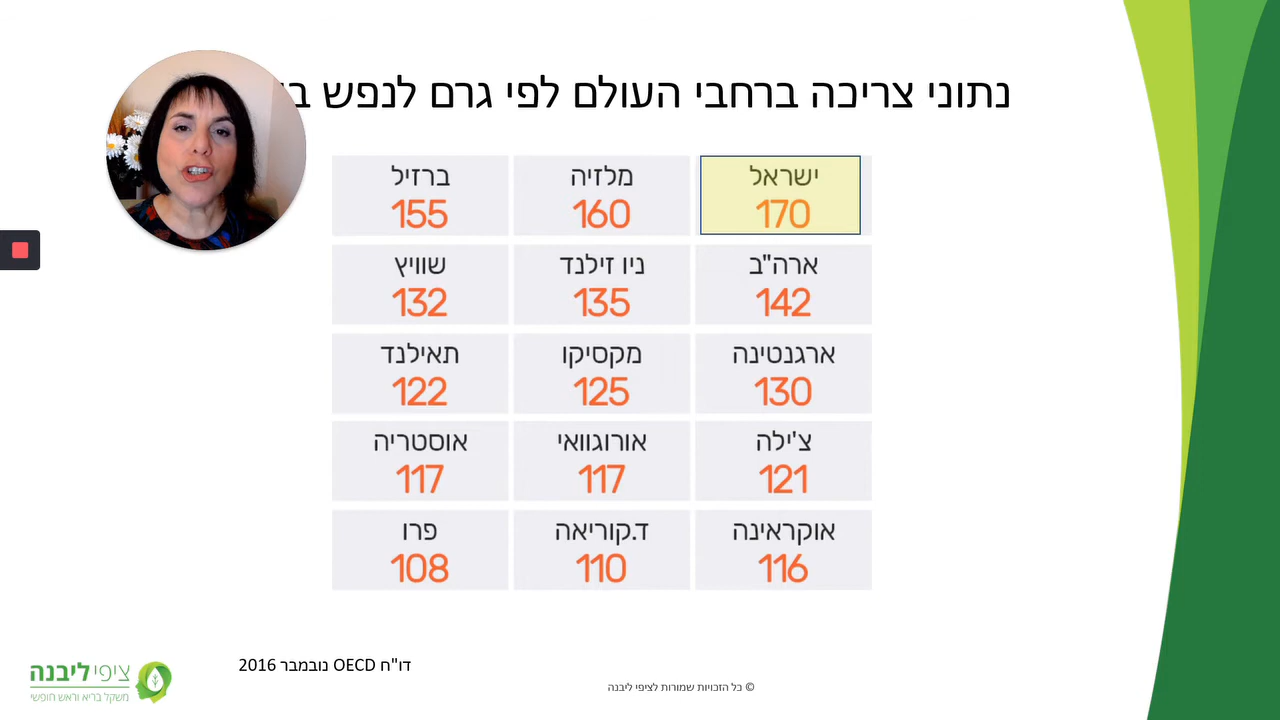 נתוני צריכה ברחבי העולם לפי גרם לנפש
ישראל מלזיה ברזיל
170 160 155
ארה"ב ניו זילנד שוויץ
142 135 132
ארגנטינה מקסיקו תאילנד
130 125 122
צ'ילה אורוגוואי אוסטריה
121 117 117
אוקראינה ד.קוריאה פרו
116 110 108
דו"ח OECD נובמבר 2016
© כל הזכויות שמורות לציפי ליבנה
ציפי ליבנה
משקל בריא וראש חופשי